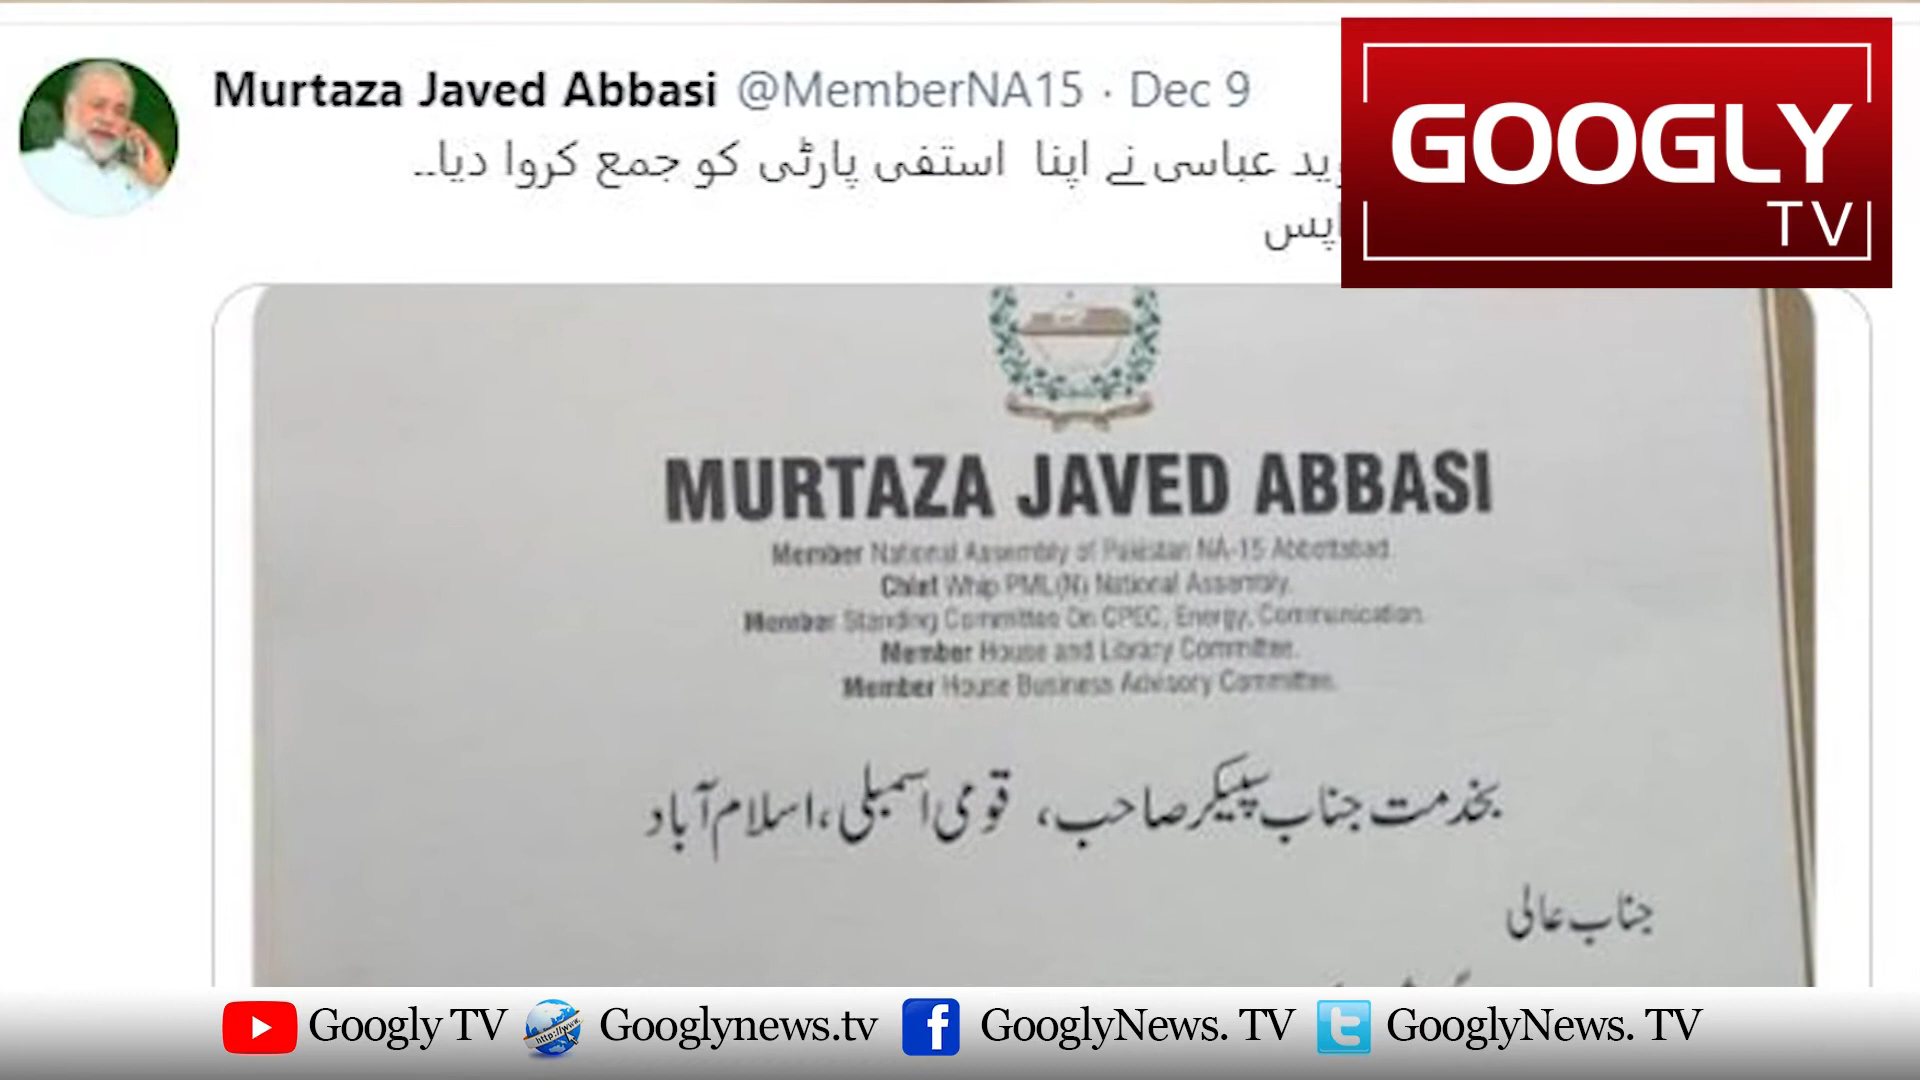 Murtaza Javed Abbasi @MemberNA15 · Dec 9
عباسی نے اپنا استفی پارٹی کو جمع کروا دیا۔۔
GOOGLY
TV
MURTAZA JAVED ABBASI
Member National Assembly of Pakistan NA-15 Abbottabad.
Chief Whip PML(N) National Assembly.
Member Standing Committee On CPEC, Energy, Communication.
Member House and Library Committee.
Member House Business Advisory Committee.
بخدمت جناب سپیکر صاحب، قومی اسمبلی، اسلام آباد
جناب عالی
Googly TV Googlynews.tv GooglyNews. TV GooglyNews. TV